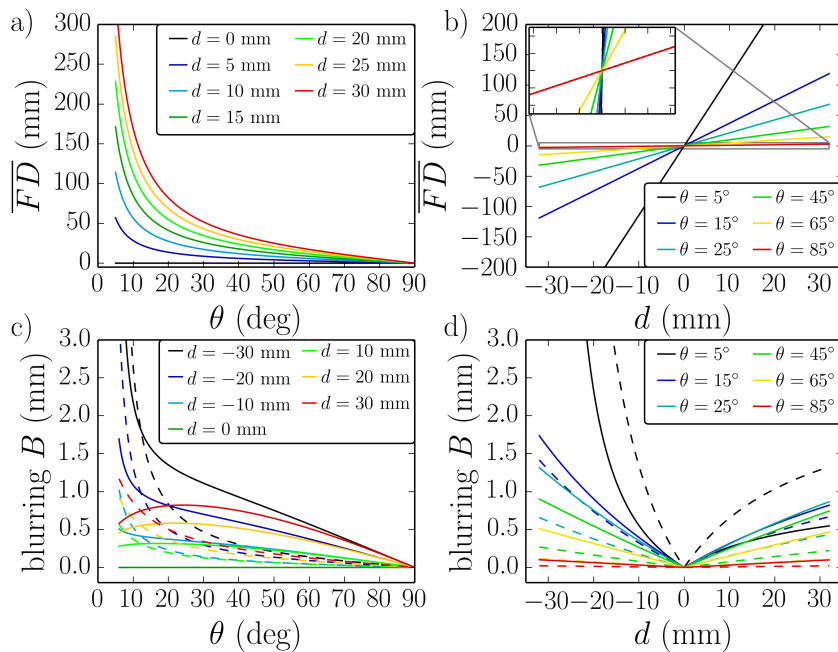 a)
FD (mm)
300
250
200
150
100
50
0
0 10 20 30 40 50 60 70 80 90
θ (deg)
d = 0 mm
d = 5 mm
d = 10 mm
d = 15 mm
d = 20 mm
d = 25 mm
d = 30 mm
b)
FD (mm)
200
150
100
50
0
−50
−100
−150
−200
−30 −20 −10 0 10 20 30
d (mm)
θ = 5°
θ = 15°
θ = 25°
θ = 45°
θ = 65°
θ = 85°
c)
blurring B (mm)
3.0
2.5
2.0
1.5
1.0
0.5
0.0
0 10 20 30 40 50 60 70 80 90
θ (deg)
d = −30 mm
d = −20 mm
d = −10 mm
d = 0 mm
d = 10 mm
d = 20 mm
d = 30 mm
d)
blurring B (mm)
3.0
2.5
2.0
1.5
1.0
0.5
0.0
−30 −20 −10 0 10 20 30
d (mm)
θ = 5°
θ = 15°
θ = 25°
θ = 45°
θ = 65°
θ = 85°